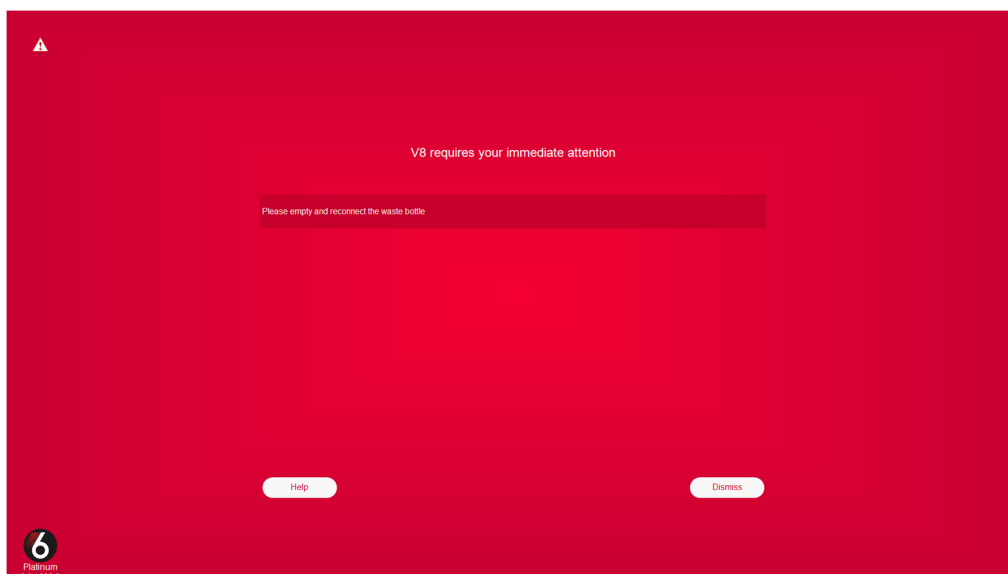 V8 requires your immediate attention
Please empty and reconnect the waste bottle
Help
Dismiss
6
Platinum